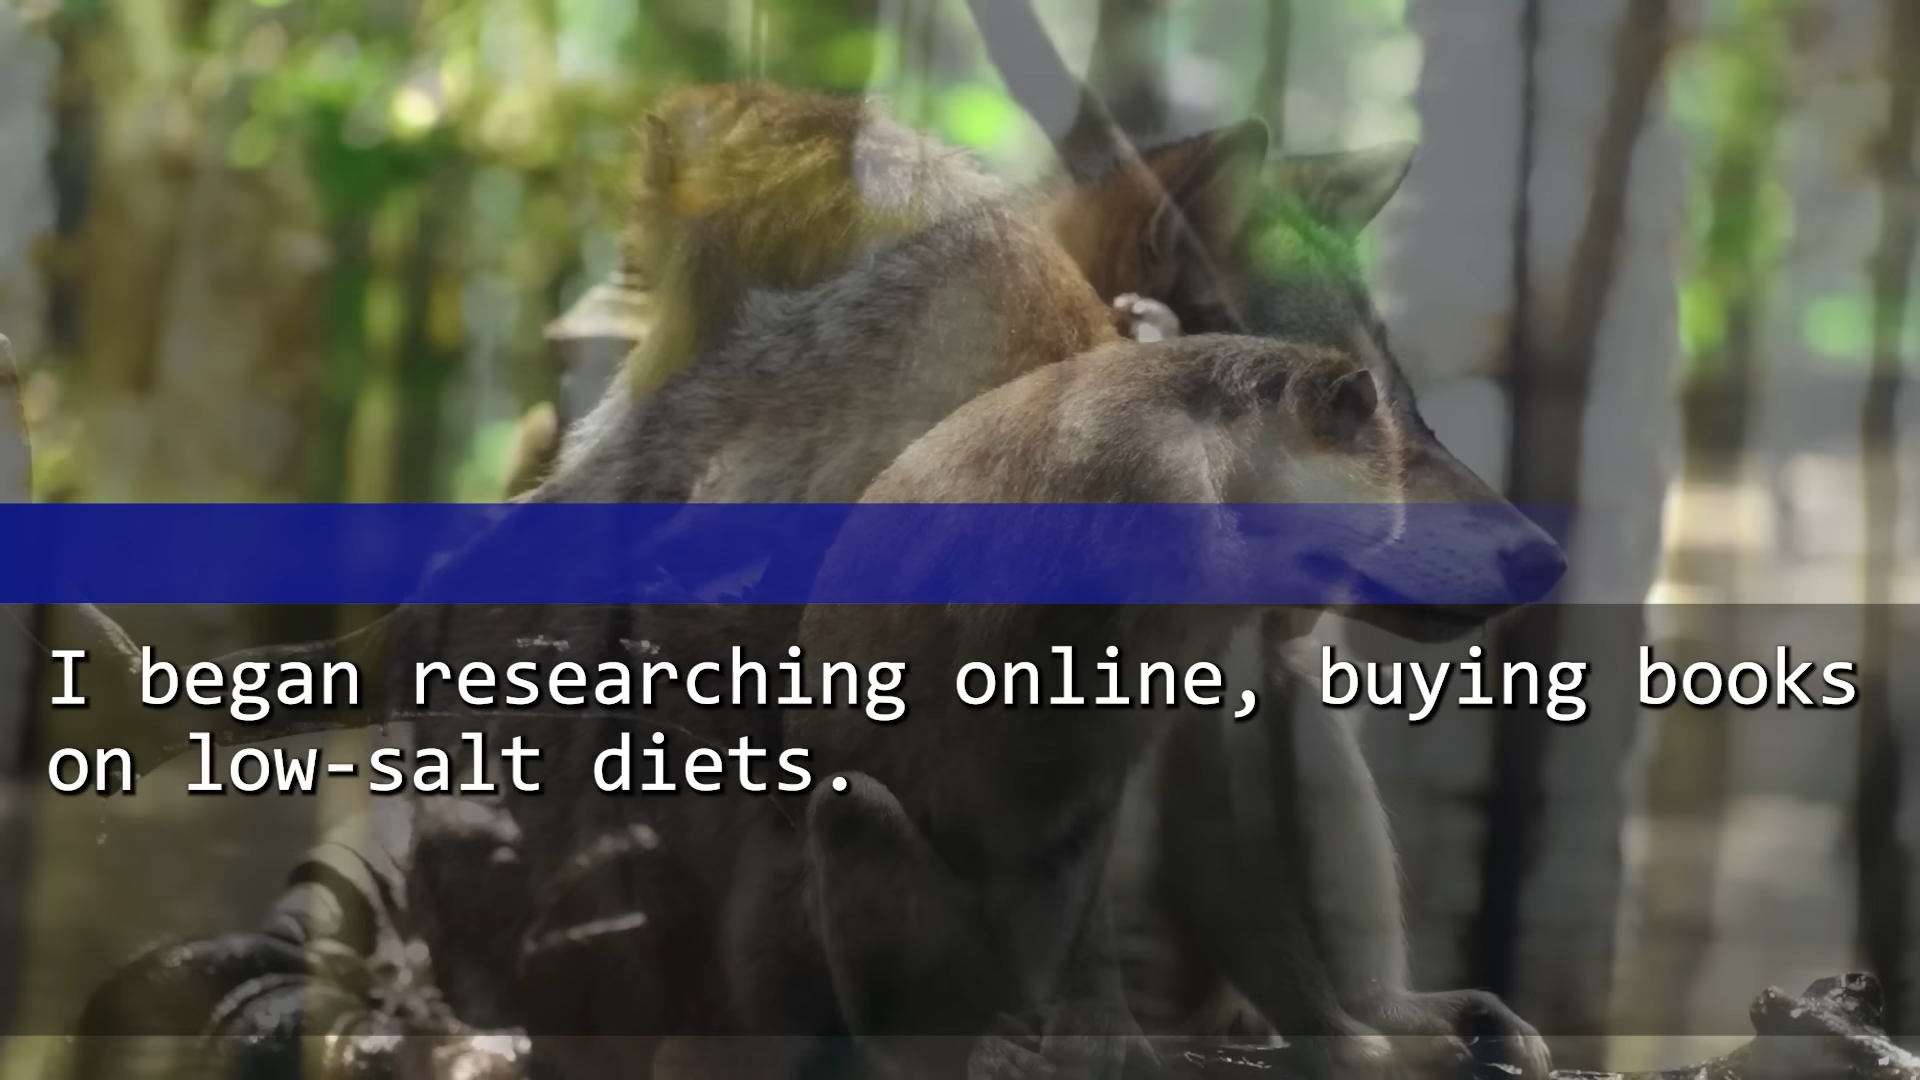 I began researching online, buying books
on low-salt diets.